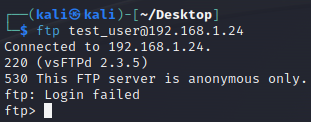 ┌──(kali㉿kali)-[~/Desktop]
└─$ ftp test_user@192.168.1.24
Connected to 192.168.1.24.
220 (vsFTPd 2.3.5)
530 This FTP server is anonymous only.
ftp: Login failed
ftp>